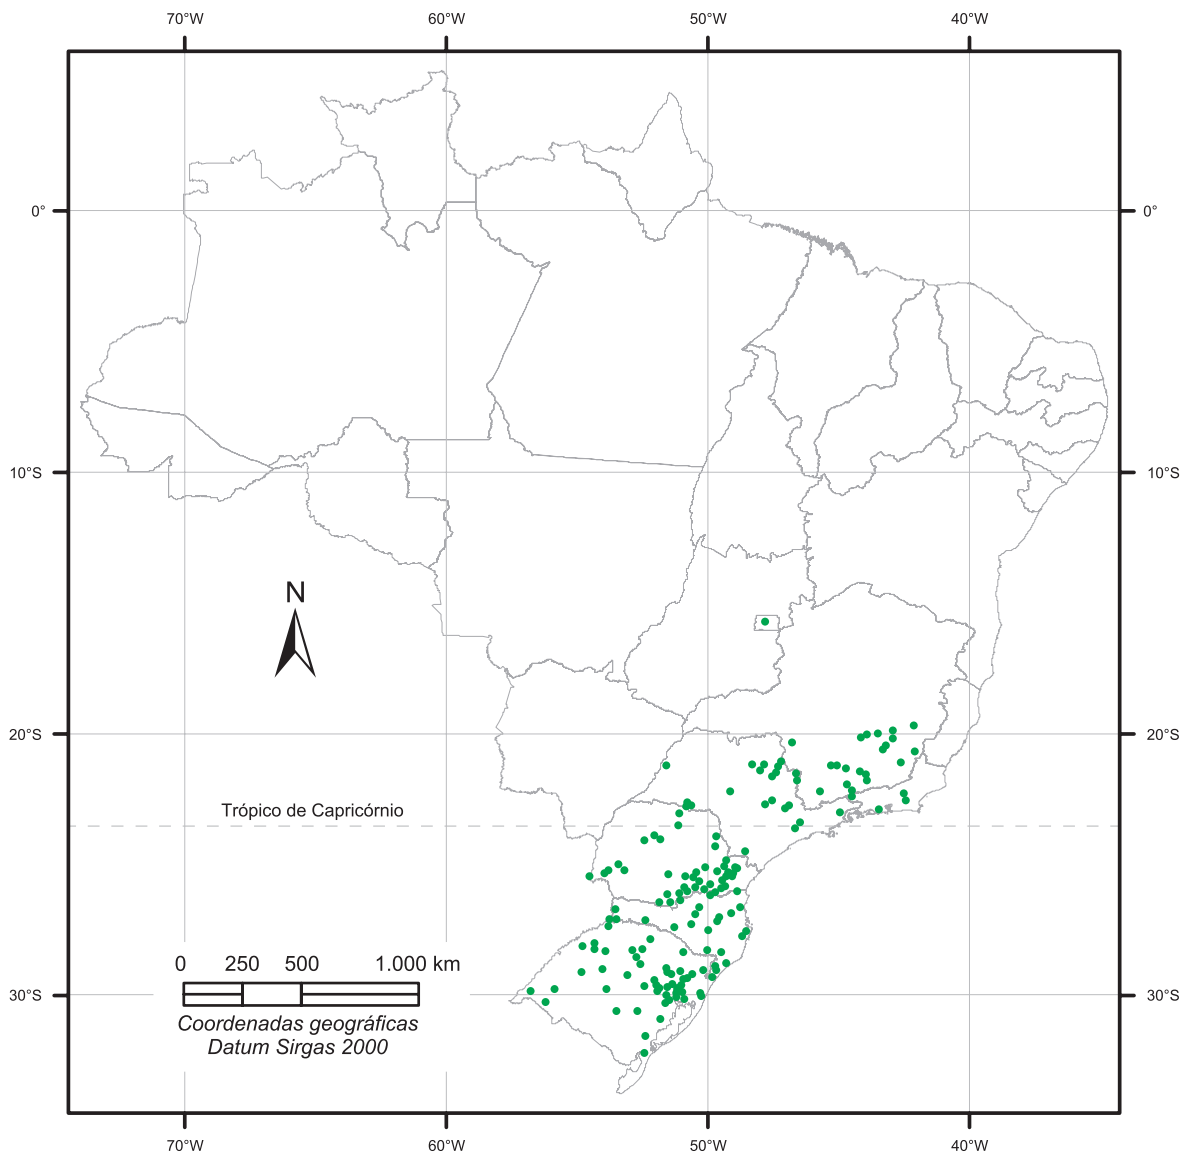 70°W 60°W 50°W 40°W
0° 0°
10°S 10°S
N
20°S 20°S
Trópico de Capricórnio
0 250 500 1.000 km
30°S 30°S
Coordenadas geográficas
Datum Sirgas 2000
70°W 60°W 50°W 40°W